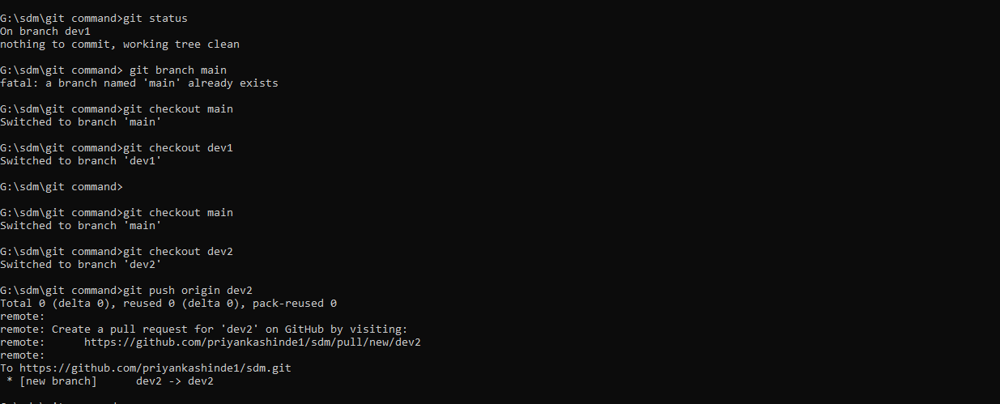 G:\sdm\git command>git status
On branch dev1
nothing to commit, working tree clean
G:\sdm\git command> git branch main
fatal: a branch named 'main' already exists
G:\sdm\git command>git checkout main
Switched to branch 'main'
G:\sdm\git command>git checkout dev1
Switched to branch 'dev1'
G:\sdm\git command>
G:\sdm\git command>git checkout main
Switched to branch 'main'
G:\sdm\git command>git checkout dev2
Switched to branch 'dev2'
G:\sdm\git command>git push origin dev2
Total 0 (delta 0), reused 0 (delta 0), pack-reused 0
remote:
remote: Create a pull request for 'dev2' on GitHub by visiting:
remote:      https://github.com/priyankashinde1/sdm/pull/new/dev2
remote:
To https://github.com/priyankashinde1/sdm.git
 * [new branch]      dev2 -> dev2